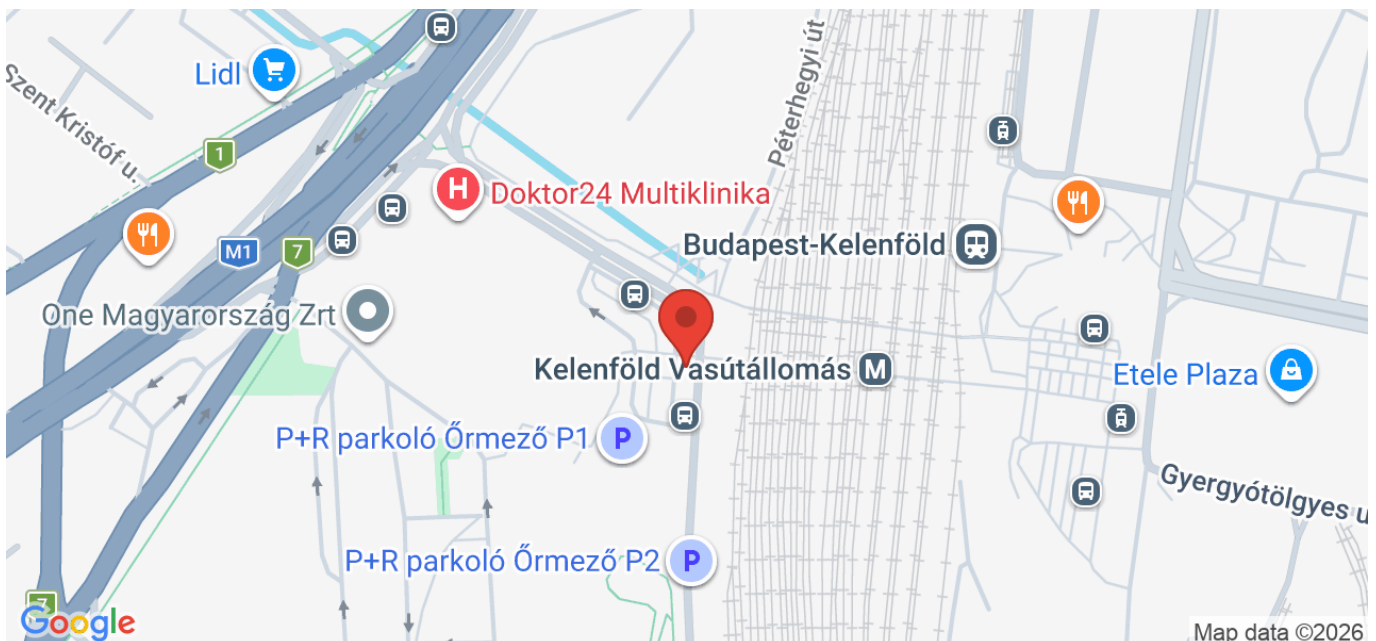 Lidl
Szent Kristóf u.
1
Péterhegyi út
H Doktor24 Multiklinika
M1
7
Budapest-Kelenföld
One Magyarország Zrt
Kelenföld Vasútállomás M
Etele Plaza
P+R parkoló Őrmező P1 P
Gyergyótölgyes u
P+R parkoló Őrmező P2 P
7
Google
Map data ©2026